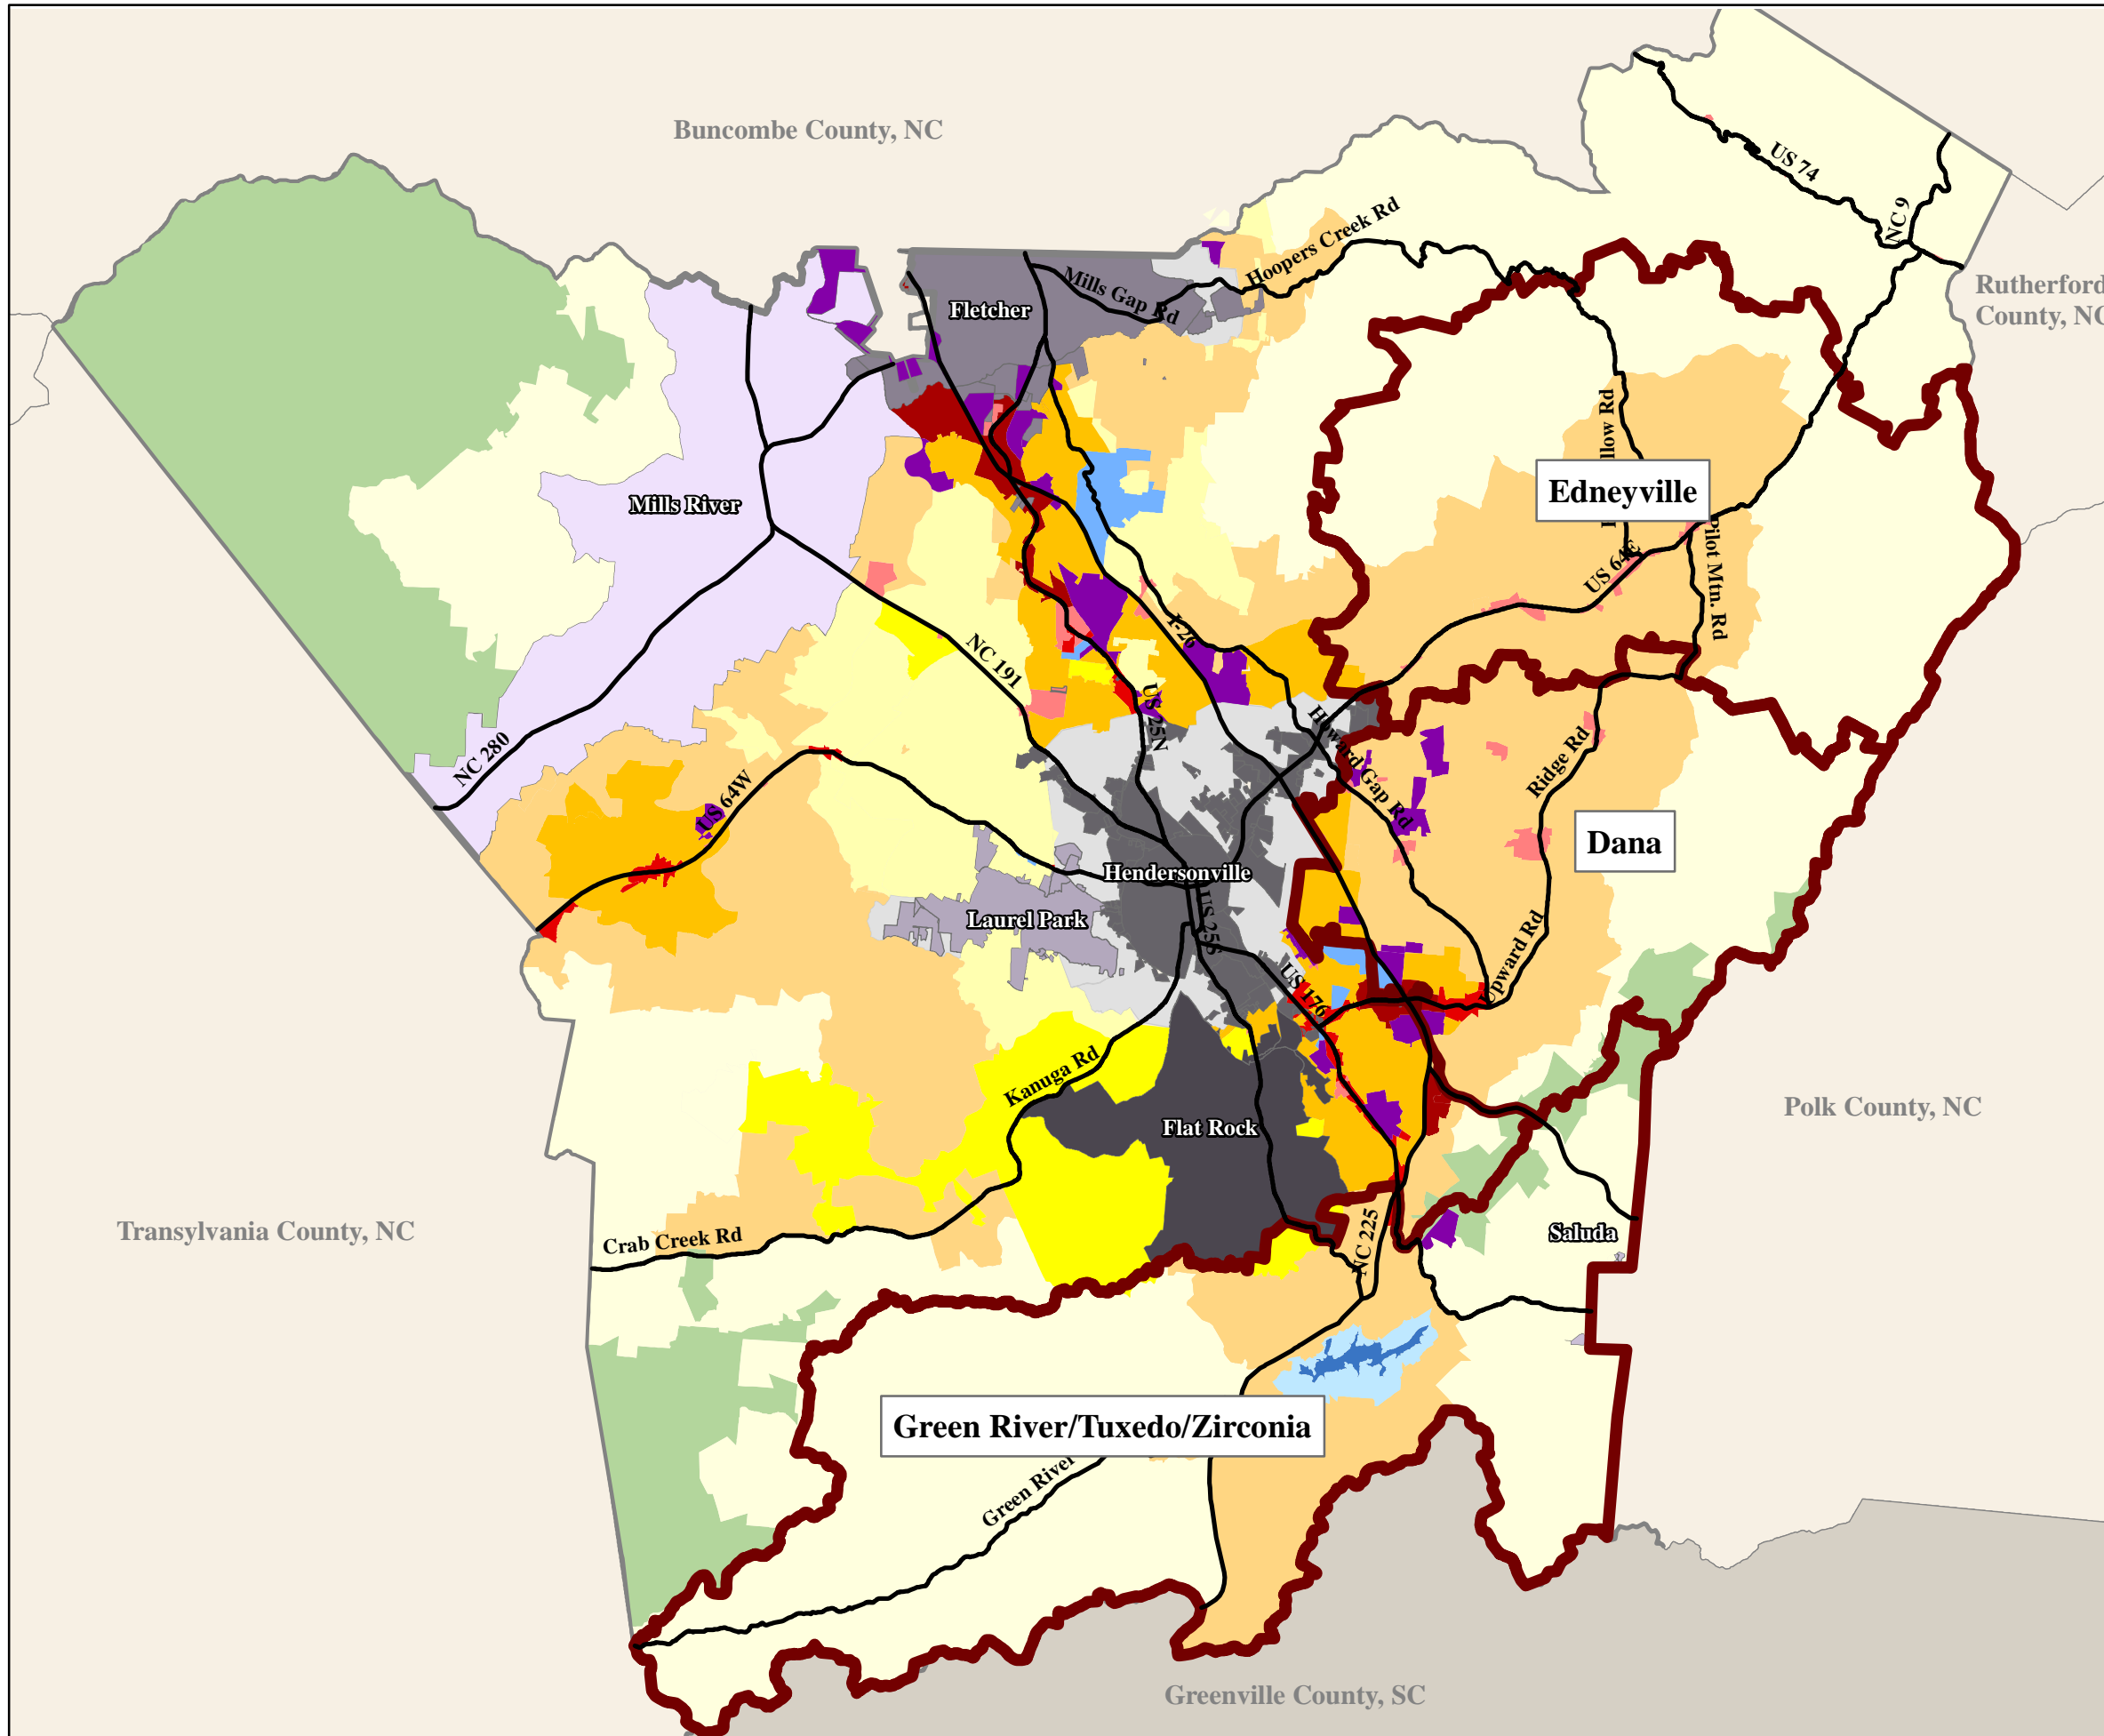 Buncombe County, NC
US 74
NC 9
Rutherford
County, NC
Hoopers Creek Rd
Mills Gap Rd
Fletcher
Mills River
Edneyville
US 64E
Pilot Mtn. Rd
I-26
NC 191
US 25N
NC 280
US 64W
Howard Gap Rd
Ridge Rd
Dana
Hendersonville
Laurel Park
US 25S
US 176
Upward Rd
Kanuga Rd
Flat Rock
Polk County, NC
Transylvania County, NC
Crab Creek Rd
NC 225
Saluda
Green River/Tuxedo/Zirconia
Green River
Greenville County, SC